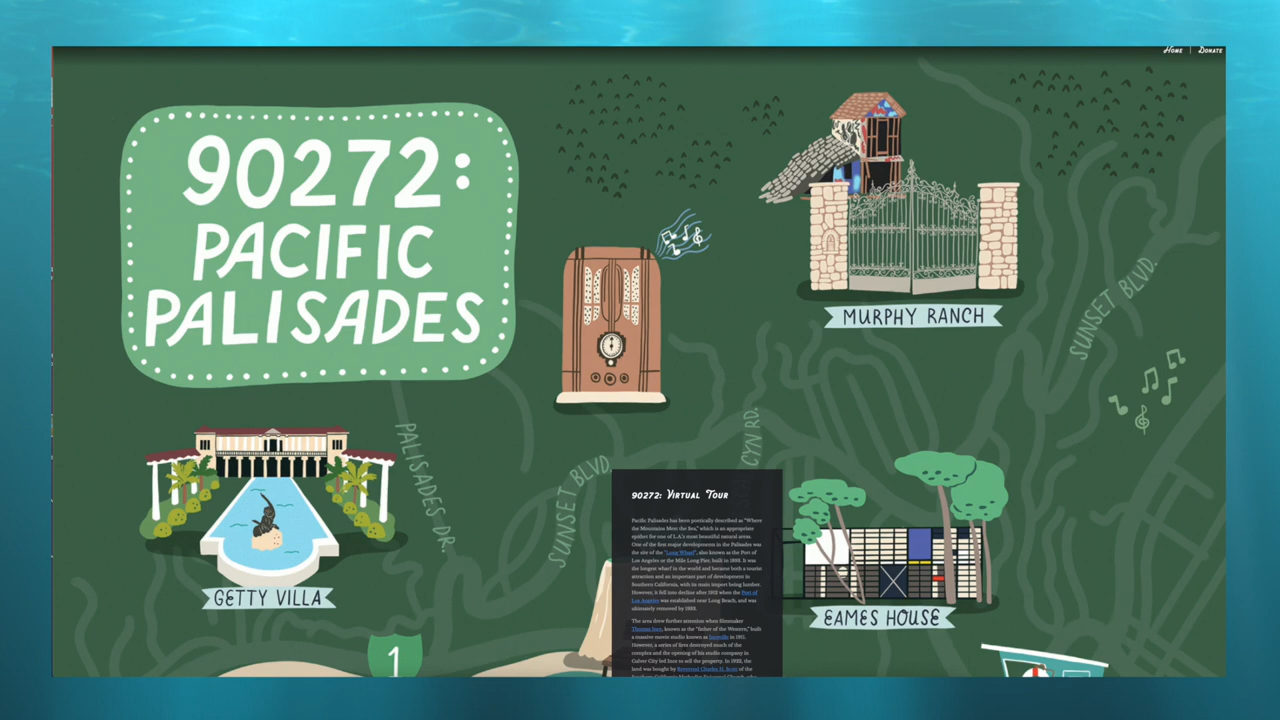 Home | Donate
90272:
PACIFIC
PALISADES
MURPHY RANCH
SUNSET BLVD.
PALISADES DR.
SUNSET BLVD
CYN RD.
GETTY VILLA
EAMES HOUSE
1
90272: Virtual Tour
Pacific Palisades has been poetically described as "Where
the Mountains Meet the Sea," which is an appropriate
epithet for one of L.A.'s most beautiful natural areas.
One of the first major developments in the Palisades was
the site of the "Long Wharf", also known as the Port of
Los Angeles or the Mile Long Pier, built in 1893. It was
the longest wharf in the world and became both a tourist
attraction and an important part of development in
Southern California, with its main import being lumber.
However, it fell into decline after 1912 when the Port of
Los Angeles was established near Long Beach, and was
ultimately removed by 1933.
The area drew further attention when filmmaker
Thomas Ince, known as the "father of the Western," built
a massive movie studio known as Inceville in 1911.
However, a series of fires destroyed much of the
complex and the opening of his studio company in
Culver City led Ince to sell the property. In 1922, the
land was bought by Reverend Charles H. Scott of the